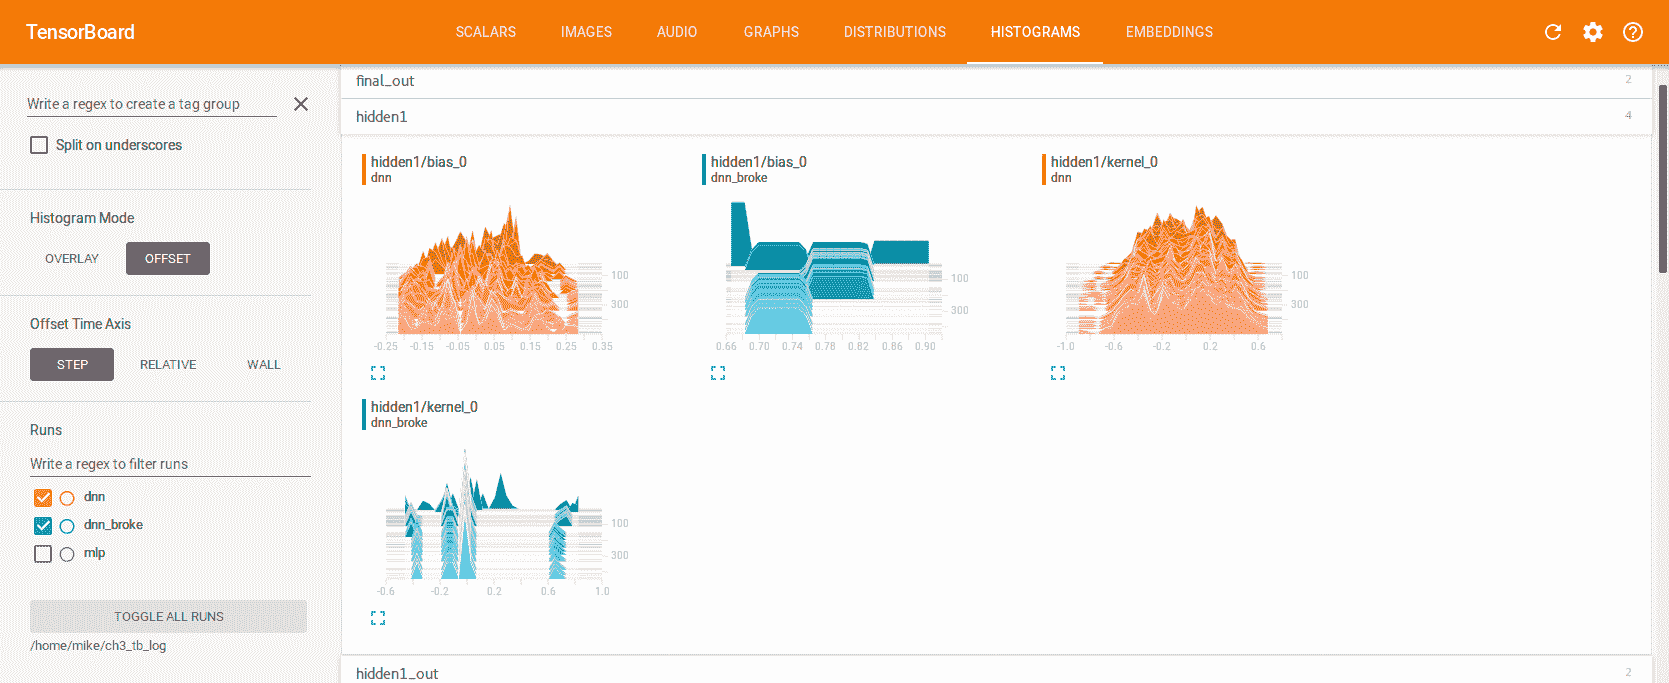 TensorBoard
SCALARS IMAGES AUDIO GRAPHS DISTRIBUTIONS HISTOGRAMS EMBEDDINGS
Write a regex to create a tag group
Split on underscores
Histogram Mode
OVERLAY OFFSET
Offset Time Axis
STEP RELATIVE WALL
Runs
Write a regex to filter runs
dnn
dnn_broke
mlp
TOGGLE ALL RUNS
/home/mike/ch3_tb_log
final_out 2
hidden1 4
hidden1/bias_0
dnn
100
300
-0.25 -0.15 -0.05 0.05 0.15 0.25 0.35
hidden1/bias_0
dnn_broke
100
300
0.66 0.70 0.74 0.78 0.82 0.86 0.90
hidden1/kernel_0
dnn
100
300
-1.0 -0.6 -0.2 0.2 0.6
hidden1/kernel_0
dnn_broke
100
300
-0.6 -0.2 0.2 0.6 1.0
hidden1_out 2